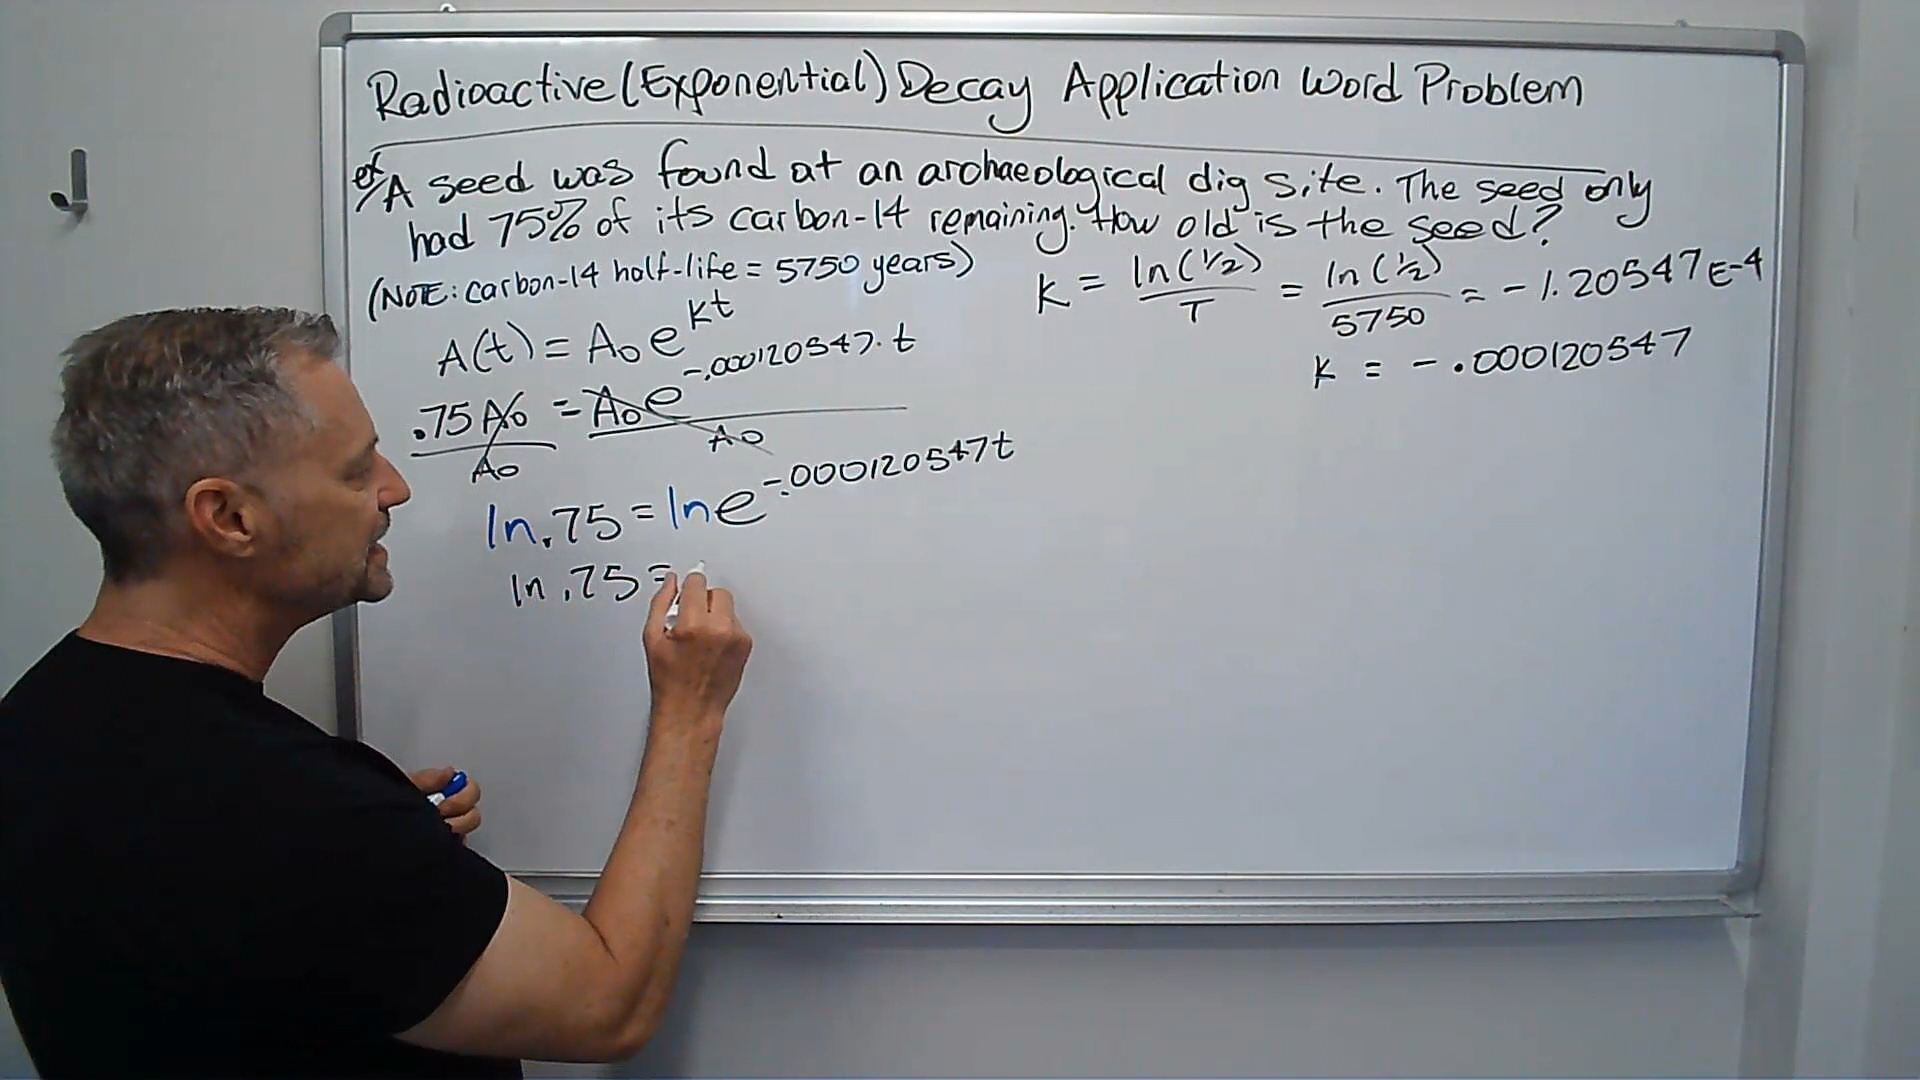 Radioactive (Exponential) Decay Application Word Problem
ex/ A seed was found at an archaeological dig site. The seed only
had 75% of its carbon-14 remaining. How old is the seed?
(NOTE: carbon-14 half-life = 5750 years)
K = ln(1/2)/T = ln(1/2)/5750 = -1.20547E-4
K = -.000120547
A(t) = A₀e^kt
.75A₀/A₀ = A₀e^-.000120547·t/A₀
ln .75 = ln e^-.000120547t
ln .75 =